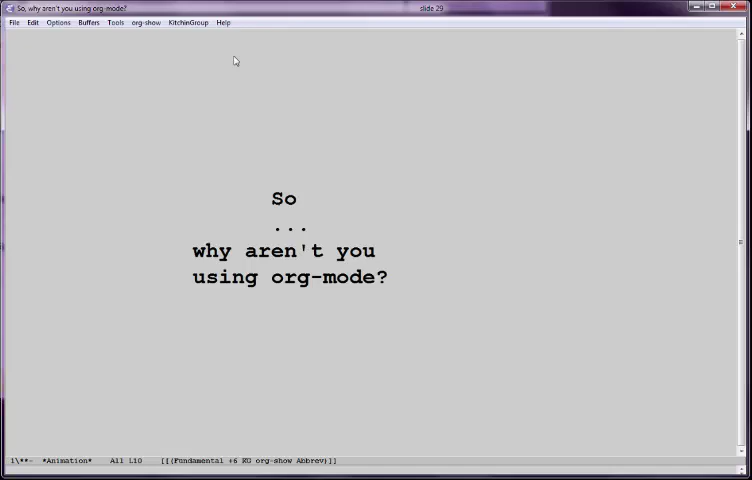 So, why aren't you using org-mode? slide 29
File Edit Options Buffers Tools org-show KitchinGroup Help
So
...
why aren't you
using org-mode?
1\**- *Animation* All L10 [[(Fundamental +6 KG org-show Abbrev)]]